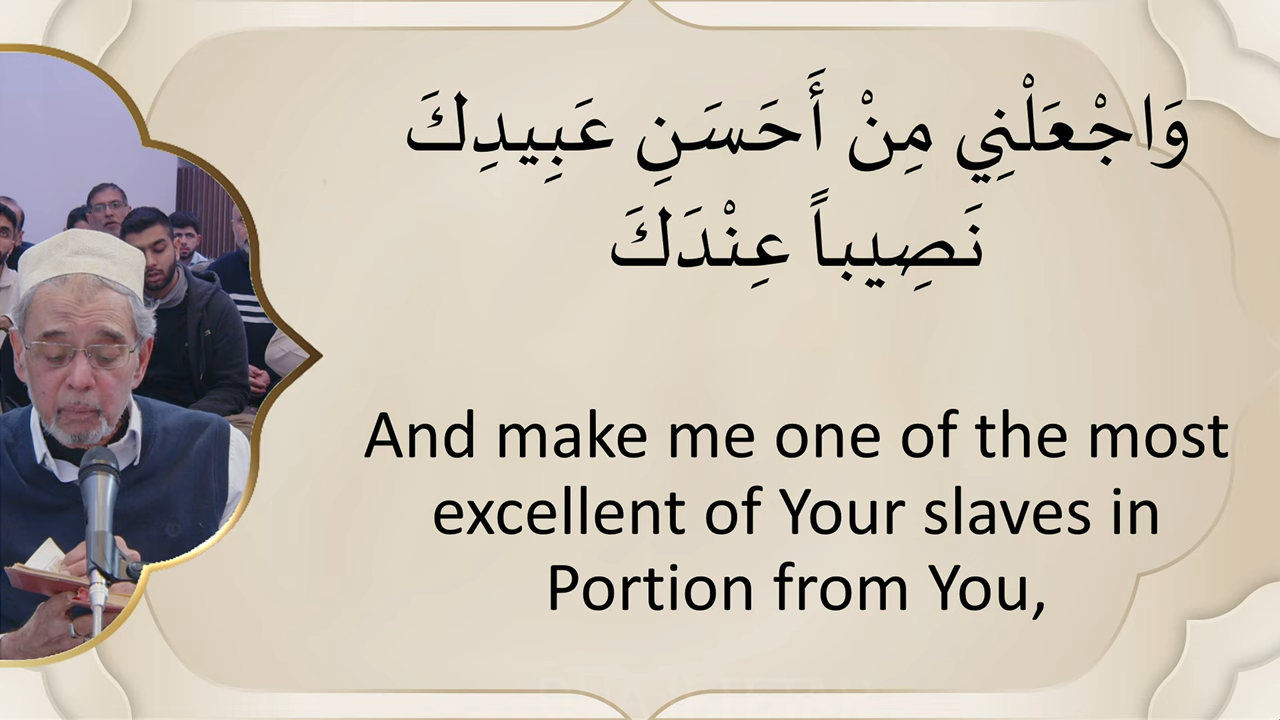 وَاجْعَلْنِي مِنْ أَحَسَنِ عَبِيدِكَ
نَصِيباً عِنْدَكَ
And make me one of the most
excellent of Your slaves in
Portion from You,